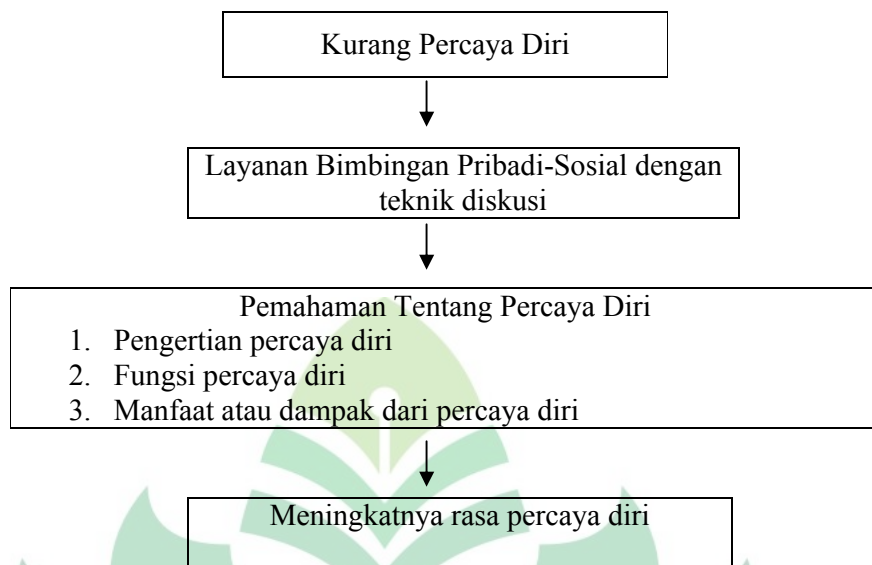 Kurang Percaya Diri
Layanan Bimbingan Pribadi-Sosial dengan
teknik diskusi
Pemahaman Tentang Percaya Diri
1. Pengertian percaya diri
2. Fungsi percaya diri
3. Manfaat atau dampak dari percaya diri
Meningkatnya rasa percaya diri